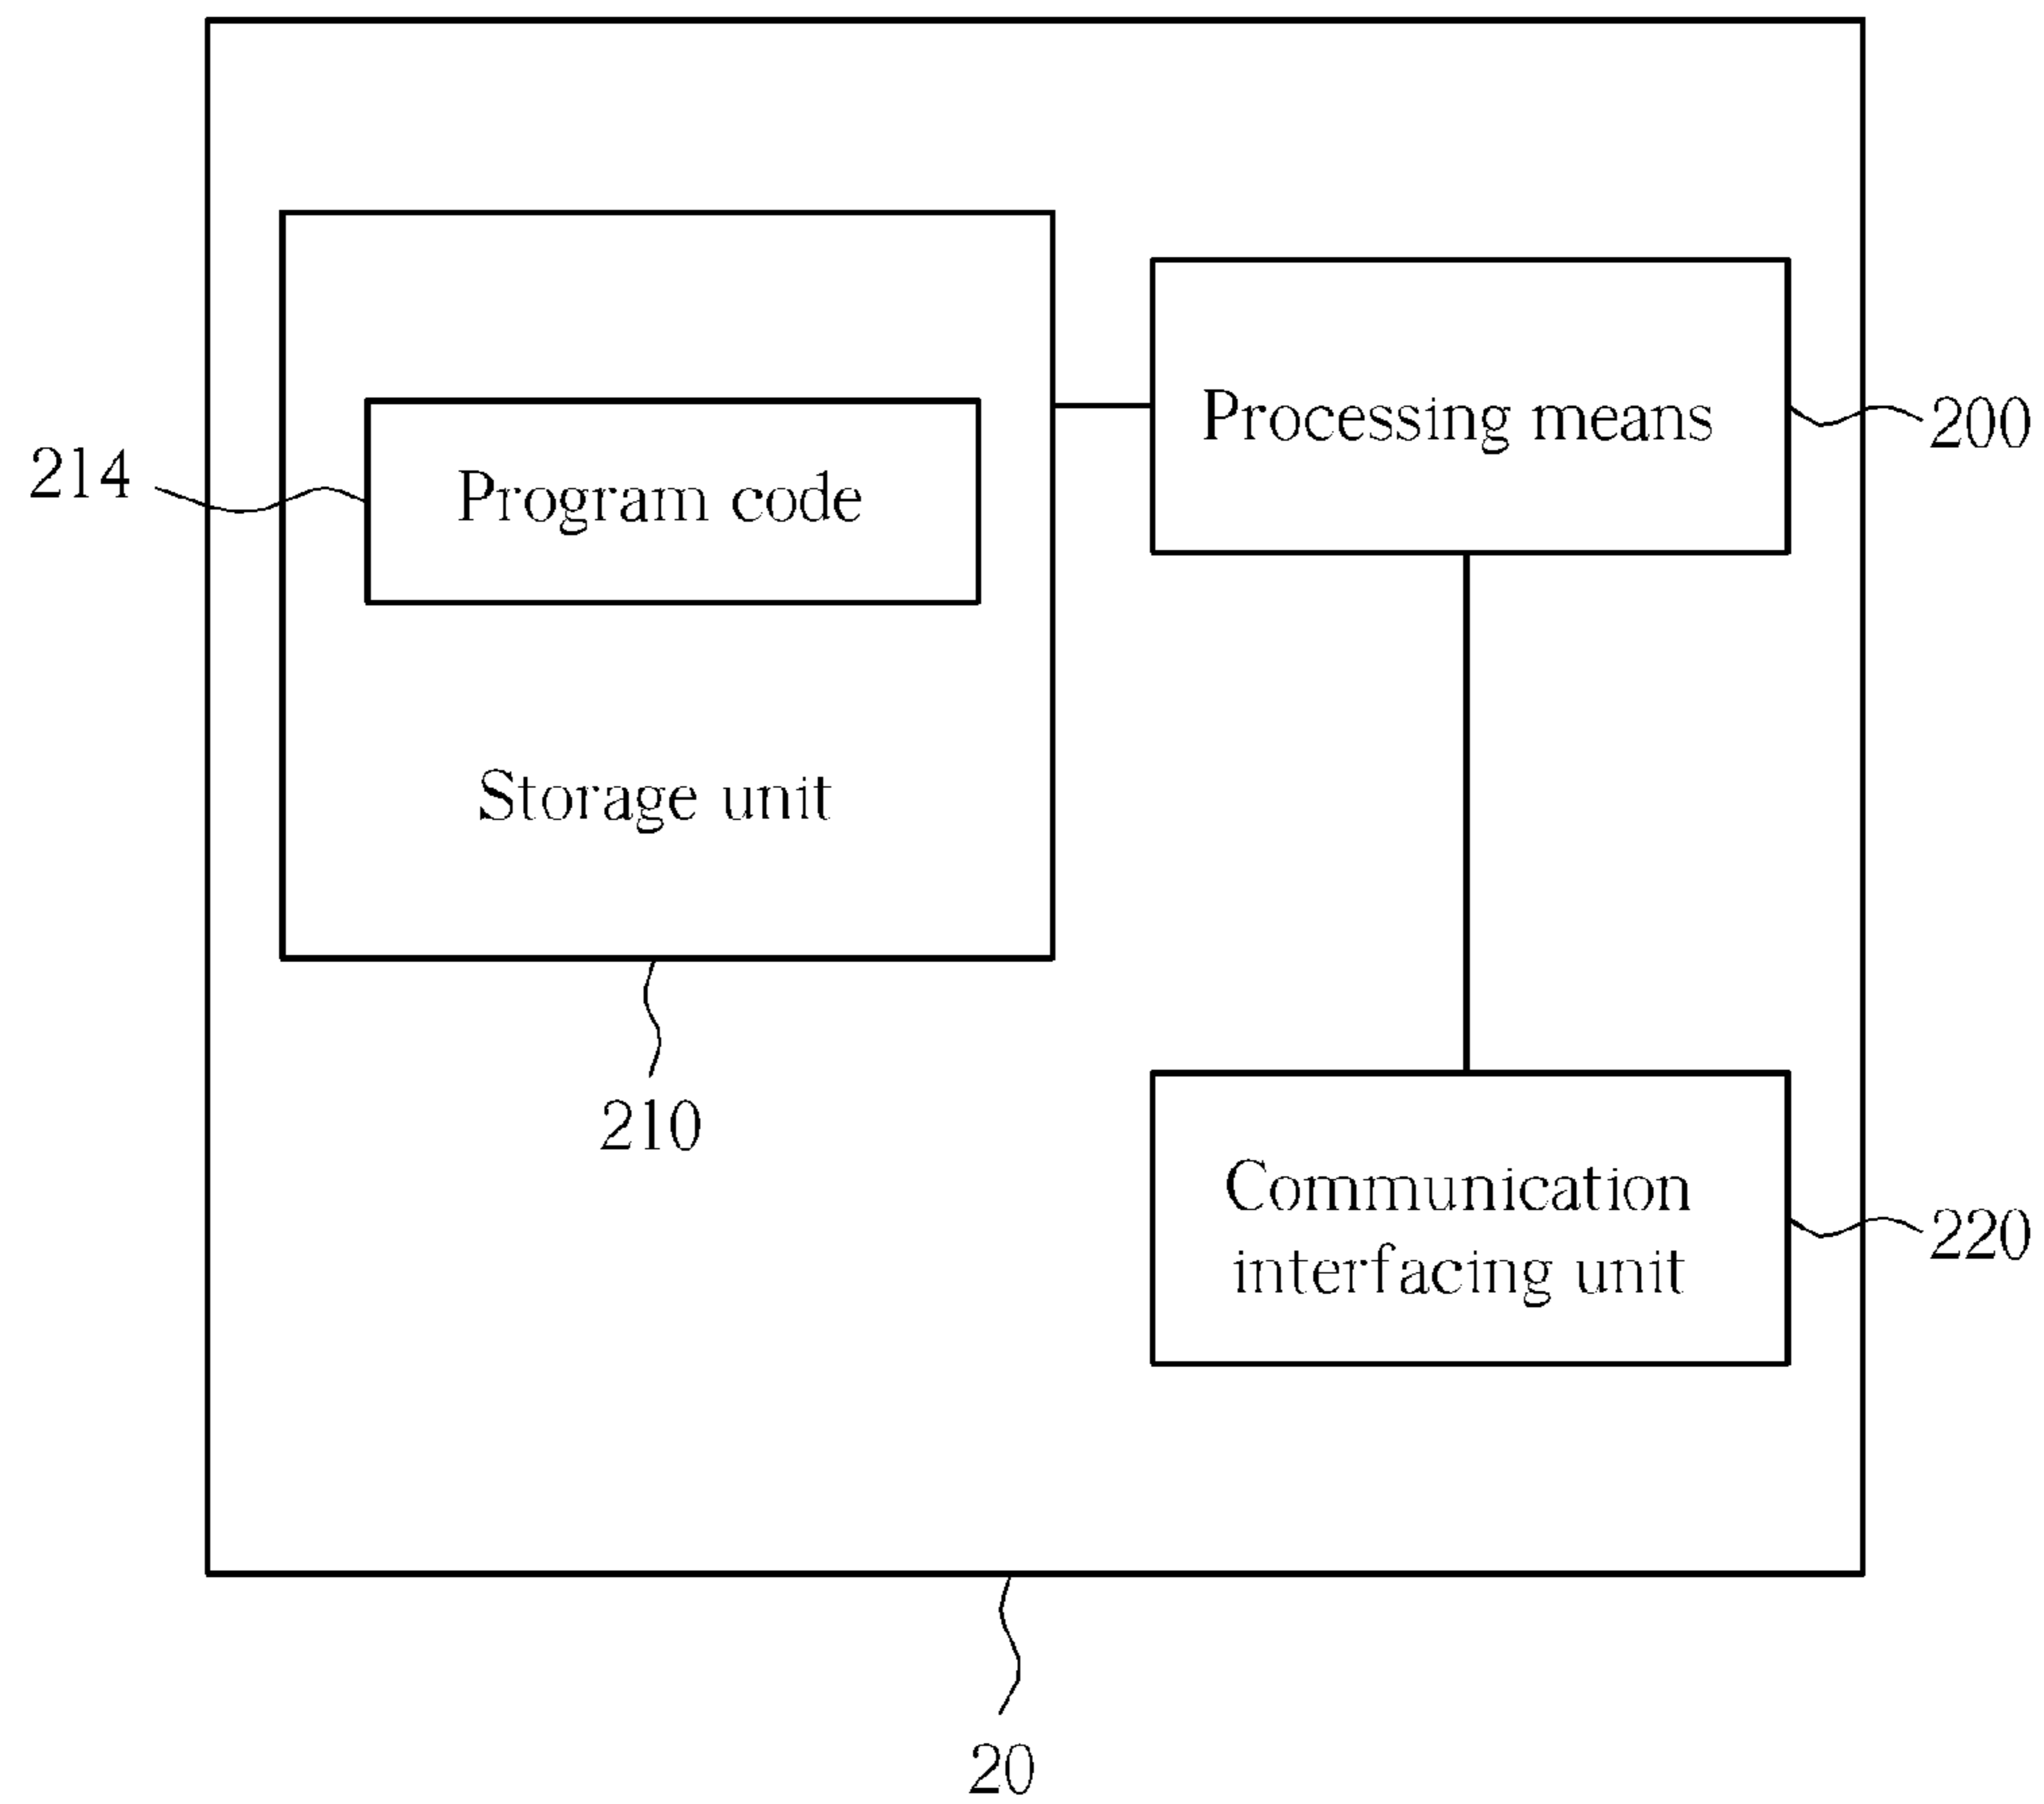 Processing means
200
214
Program code
Storage unit
210
Communication
interfacing unit
220
20